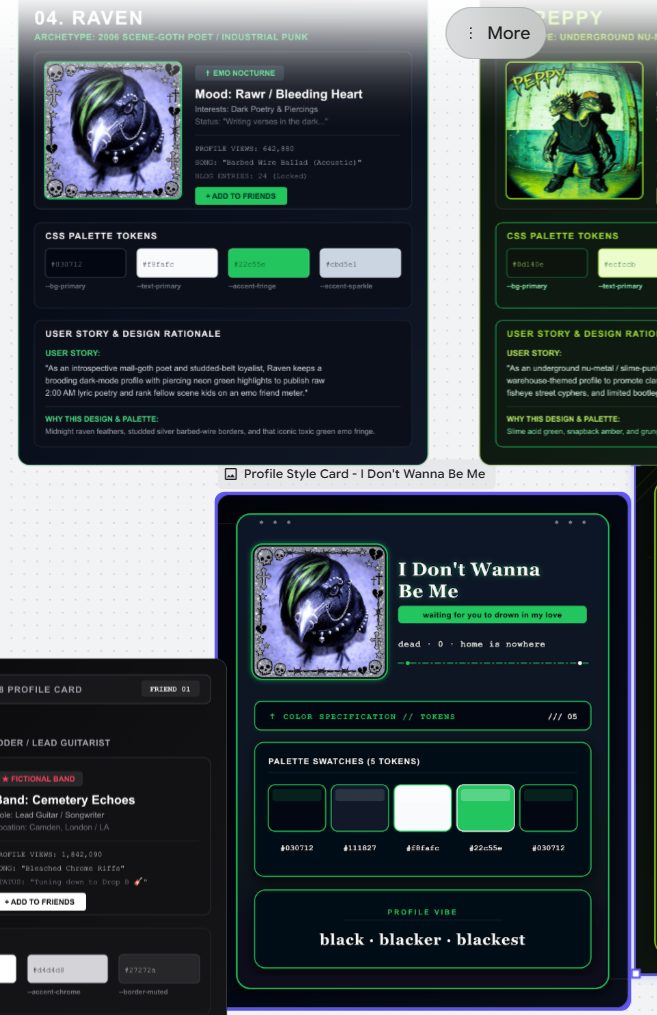 04. RAVEN
ARCHETYPE: 2006 SCENE-GOTH POET / INDUSTRIAL PUNK
† EMO NOCTURNE
Mood: Rawr / Bleeding Heart
Interests: Dark Poetry & Piercings
Status: "Writing verses in the dark..."
PROFILE VIEWS: 642,880
SONG: "Barbed Wire Ballad (Acoustic)"
BLOG ENTRIES: 24 (Locked)
+ ADD TO FRIENDS
CSS PALETTE TOKENS
#030712
#f8fafc
#22c55e
#cbd5e1
--bg-primary
--text-primary
--accent-fringe
--accent-sparkle
USER STORY & DESIGN RATIONALE
USER STORY:
"As an introspective mall-goth poet and studded-belt loyalist, Raven keeps a
brooding dark-mode profile with piercing neon green highlights to publish raw
2:00 AM lyric poetry and rank fellow scene kids on an emo friend meter."
WHY THIS DESIGN & PALETTE:
Midnight raven feathers, studded silver barbed-wire borders, and that iconic toxic green emo fringe.
⋮ More
PEPPY
PE: UNDERGROUND NU-
PEPPY
CSS PALETTE TOKENS
#0d140e
#ecfccb
--bg-primary
--text-primary
USER STORY & DESIGN RATIO
USER STORY:
"As an underground nu-metal / slime-pun
warehouse-themed profile to promote cla
fisheye street cyphers, and limited bootle
WHY THIS DESIGN & PALETTE:
Slime acid green, snapback amber, and grun
Profile Style Card - I Don't Wanna Be Me
I Don't Wanna
Be Me
waiting for you to drown in my love
dead · 0 · home is nowhere
† COLOR SPECIFICATION // TOKENS
/// 05
PALETTE SWATCHES (5 TOKENS)
#030712
#111827
#f8fafc
#22c55e
#030712
PROFILE VIBE
black · blacker · blackest
8 PROFILE CARD
FRIEND 01
ODER / LEAD GUITARIST
★ FICTIONAL BAND
Band: Cemetery Echoes
ole: Lead Guitar / Songwriter
ocation: Camden, London / LA
ROFILE VIEWS: 1,842,090
ONG: "Bleached Chrome Riffs"
TATUS: "Tuning down to Drop B 🎸"
+ ADD TO FRIENDS
#d4d4d8
#27272a
--accent-chrome
--border-muted